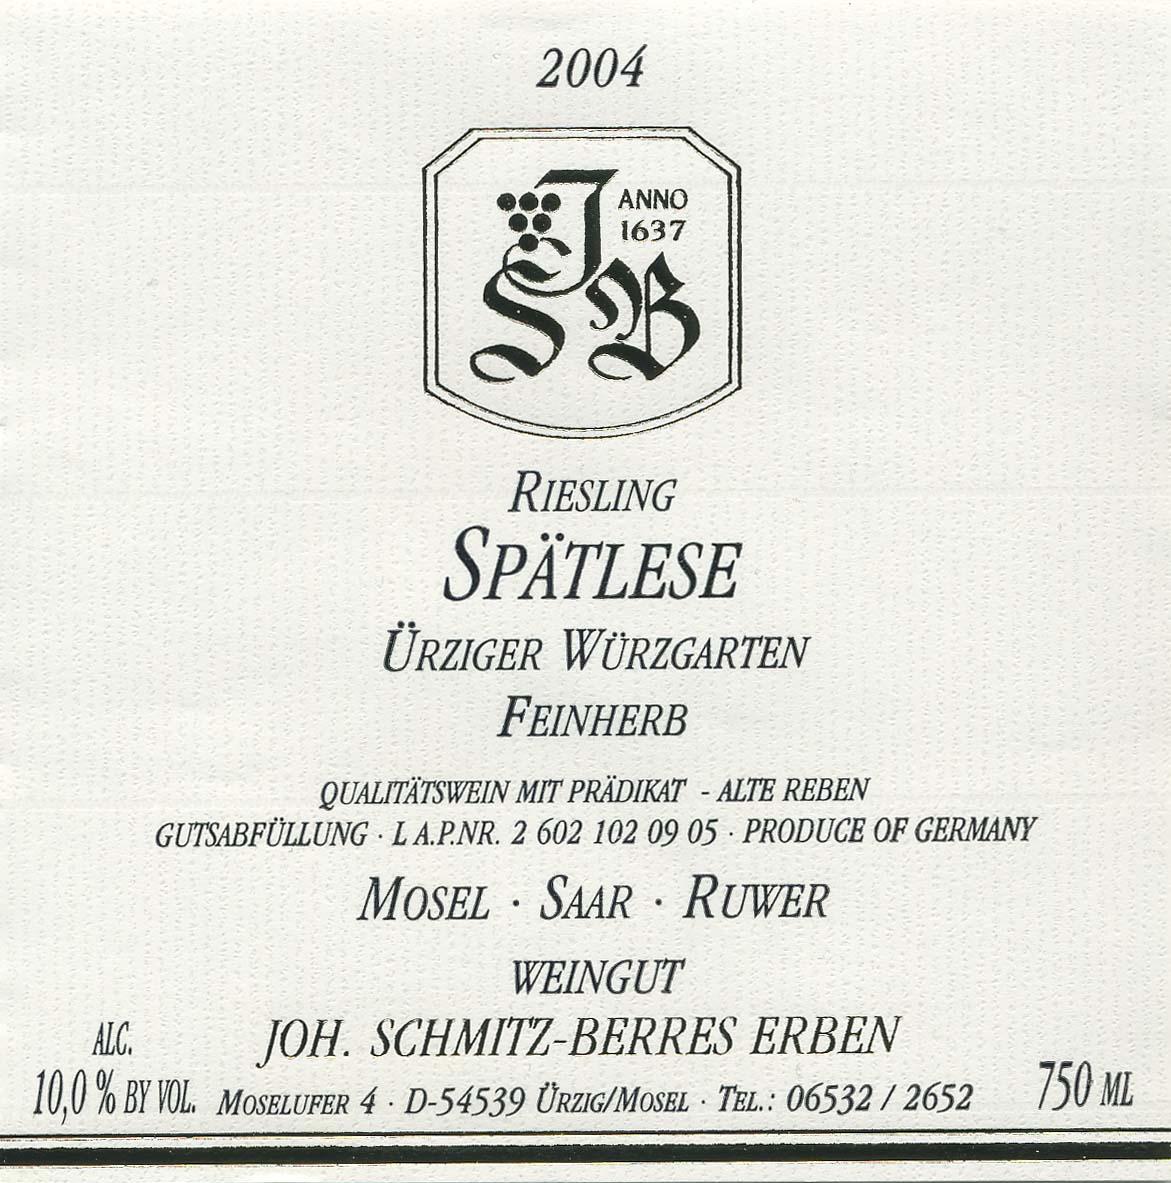 2004
ANNO
1637
JSB
RIESLING
SPÄTLESE
ÜRZIGER WÜRZGARTEN
FEINHERB
QUALITÄTSWEIN MIT PRÄDIKAT - ALTE REBEN
GUTSABFÜLLUNG · L A.P.NR. 2 602 102 09 05 · PRODUCE OF GERMANY
MOSEL · SAAR · RUWER
WEINGUT
JOH. SCHMITZ-BERRES ERBEN
ALC.
10,0 % BY VOL.
MOSELUFER 4 · D-54539 ÜRZIG/MOSEL · TEL.: 06532 / 2652
750 ML